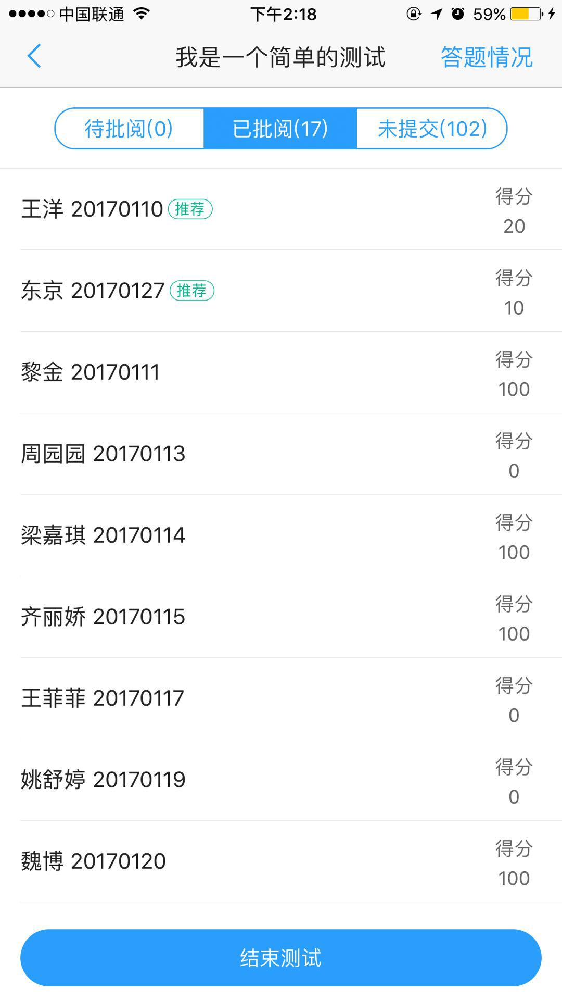 中国联通 下午2:18 59%
我是一个简单的测试 答题情况
待批阅(0) 已批阅(17) 未提交(102)
王洋 20170110 推荐 得分
20
东京 20170127 推荐 得分
10
黎金 20170111 得分
100
周园园 20170113 得分
0
梁嘉琪 20170114 得分
100
齐丽娇 20170115 得分
100
王菲菲 20170117 得分
0
姚舒婷 20170119 得分
0
魏博 20170120 得分
100
结束测试